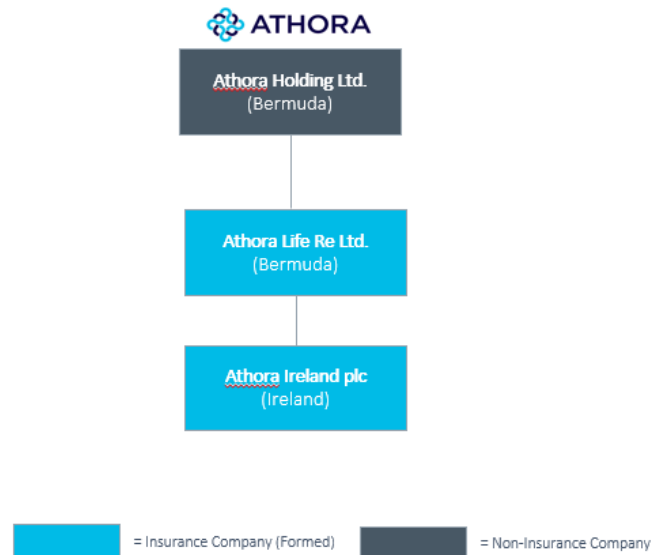 ATHORA
Athora Holding Ltd.
(Bermuda)
Athora Life Re Ltd.
(Bermuda)
Athora Ireland plc
(Ireland)
= Insurance Company (Formed)
= Non-Insurance Company